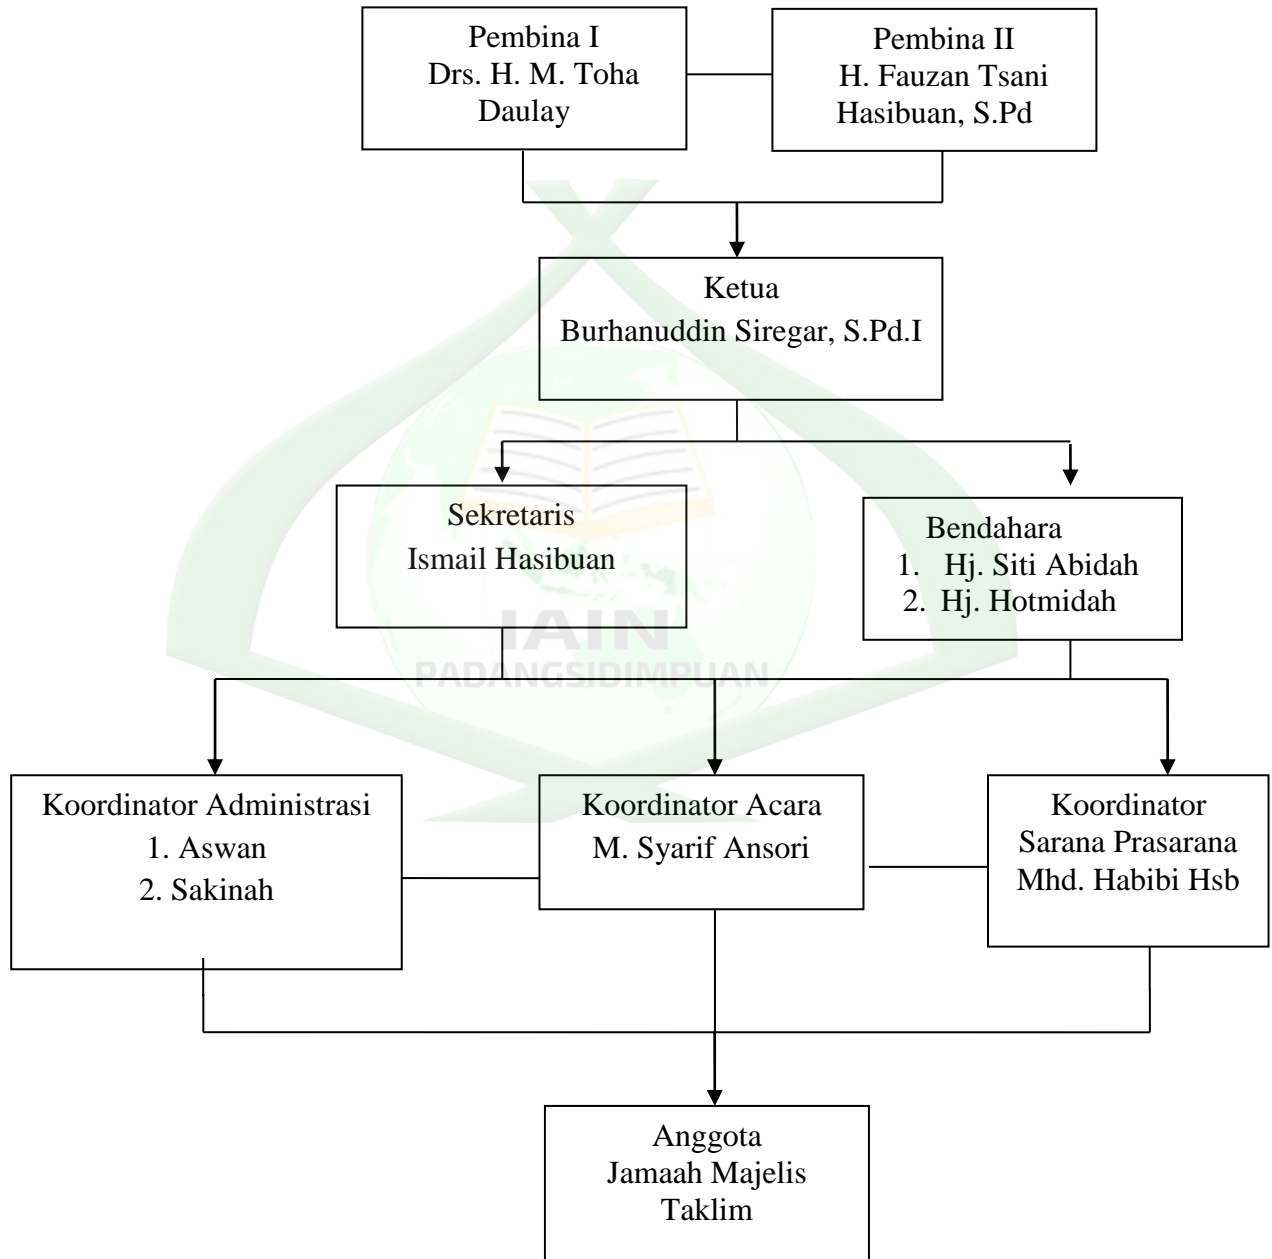 Pembina I
Drs. H. M. Toha
Daulay
Pembina II
H. Fauzan Tsani
Hasibuan, S.Pd
Ketua
Burhanuddin Siregar, S.Pd.I
Sekretaris
Ismail Hasibuan
Bendahara
1. Hj. Siti Abidah
2. Hj. Hotmidah
IAIN
PADANGSIDIMPUAN
Koordinator Administrasi
1. Aswan
2. Sakinah
Koordinator Acara
M. Syarif Ansori
Koordinator
Sarana Prasarana
Mhd. Habibi Hsb
Anggota
Jamaah Majelis
Taklim